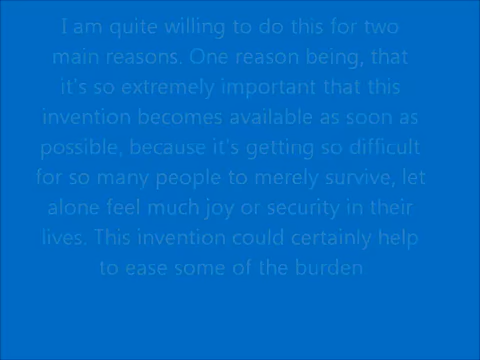 I am quite willing to do this for two
main reasons. One reason being, that
it's so extremely important that this
invention becomes available as soon as
possible, because it's getting so difficult
for so many people to merely survive, let
alone feel much joy or security in their
lives. This invention could certainly help
to ease some of the burden